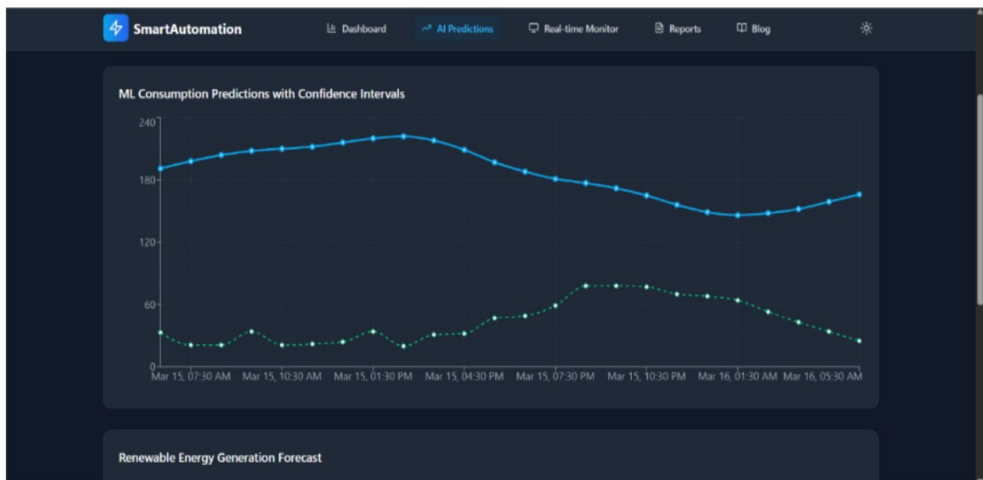 SmartAutomation Dashboard AI Predictions Real-time Monitor Reports Blog
ML Consumption Predictions with Confidence Intervals
240
180
120
60
0
Mar 15, 07:30 AM Mar 15, 10:30 AM Mar 15, 01:30 PM Mar 15, 04:30 PM Mar 15, 07:30 PM Mar 15, 10:30 PM Mar 16, 01:30 AM Mar 16, 05:30 AM
Renewable Energy Generation Forecast